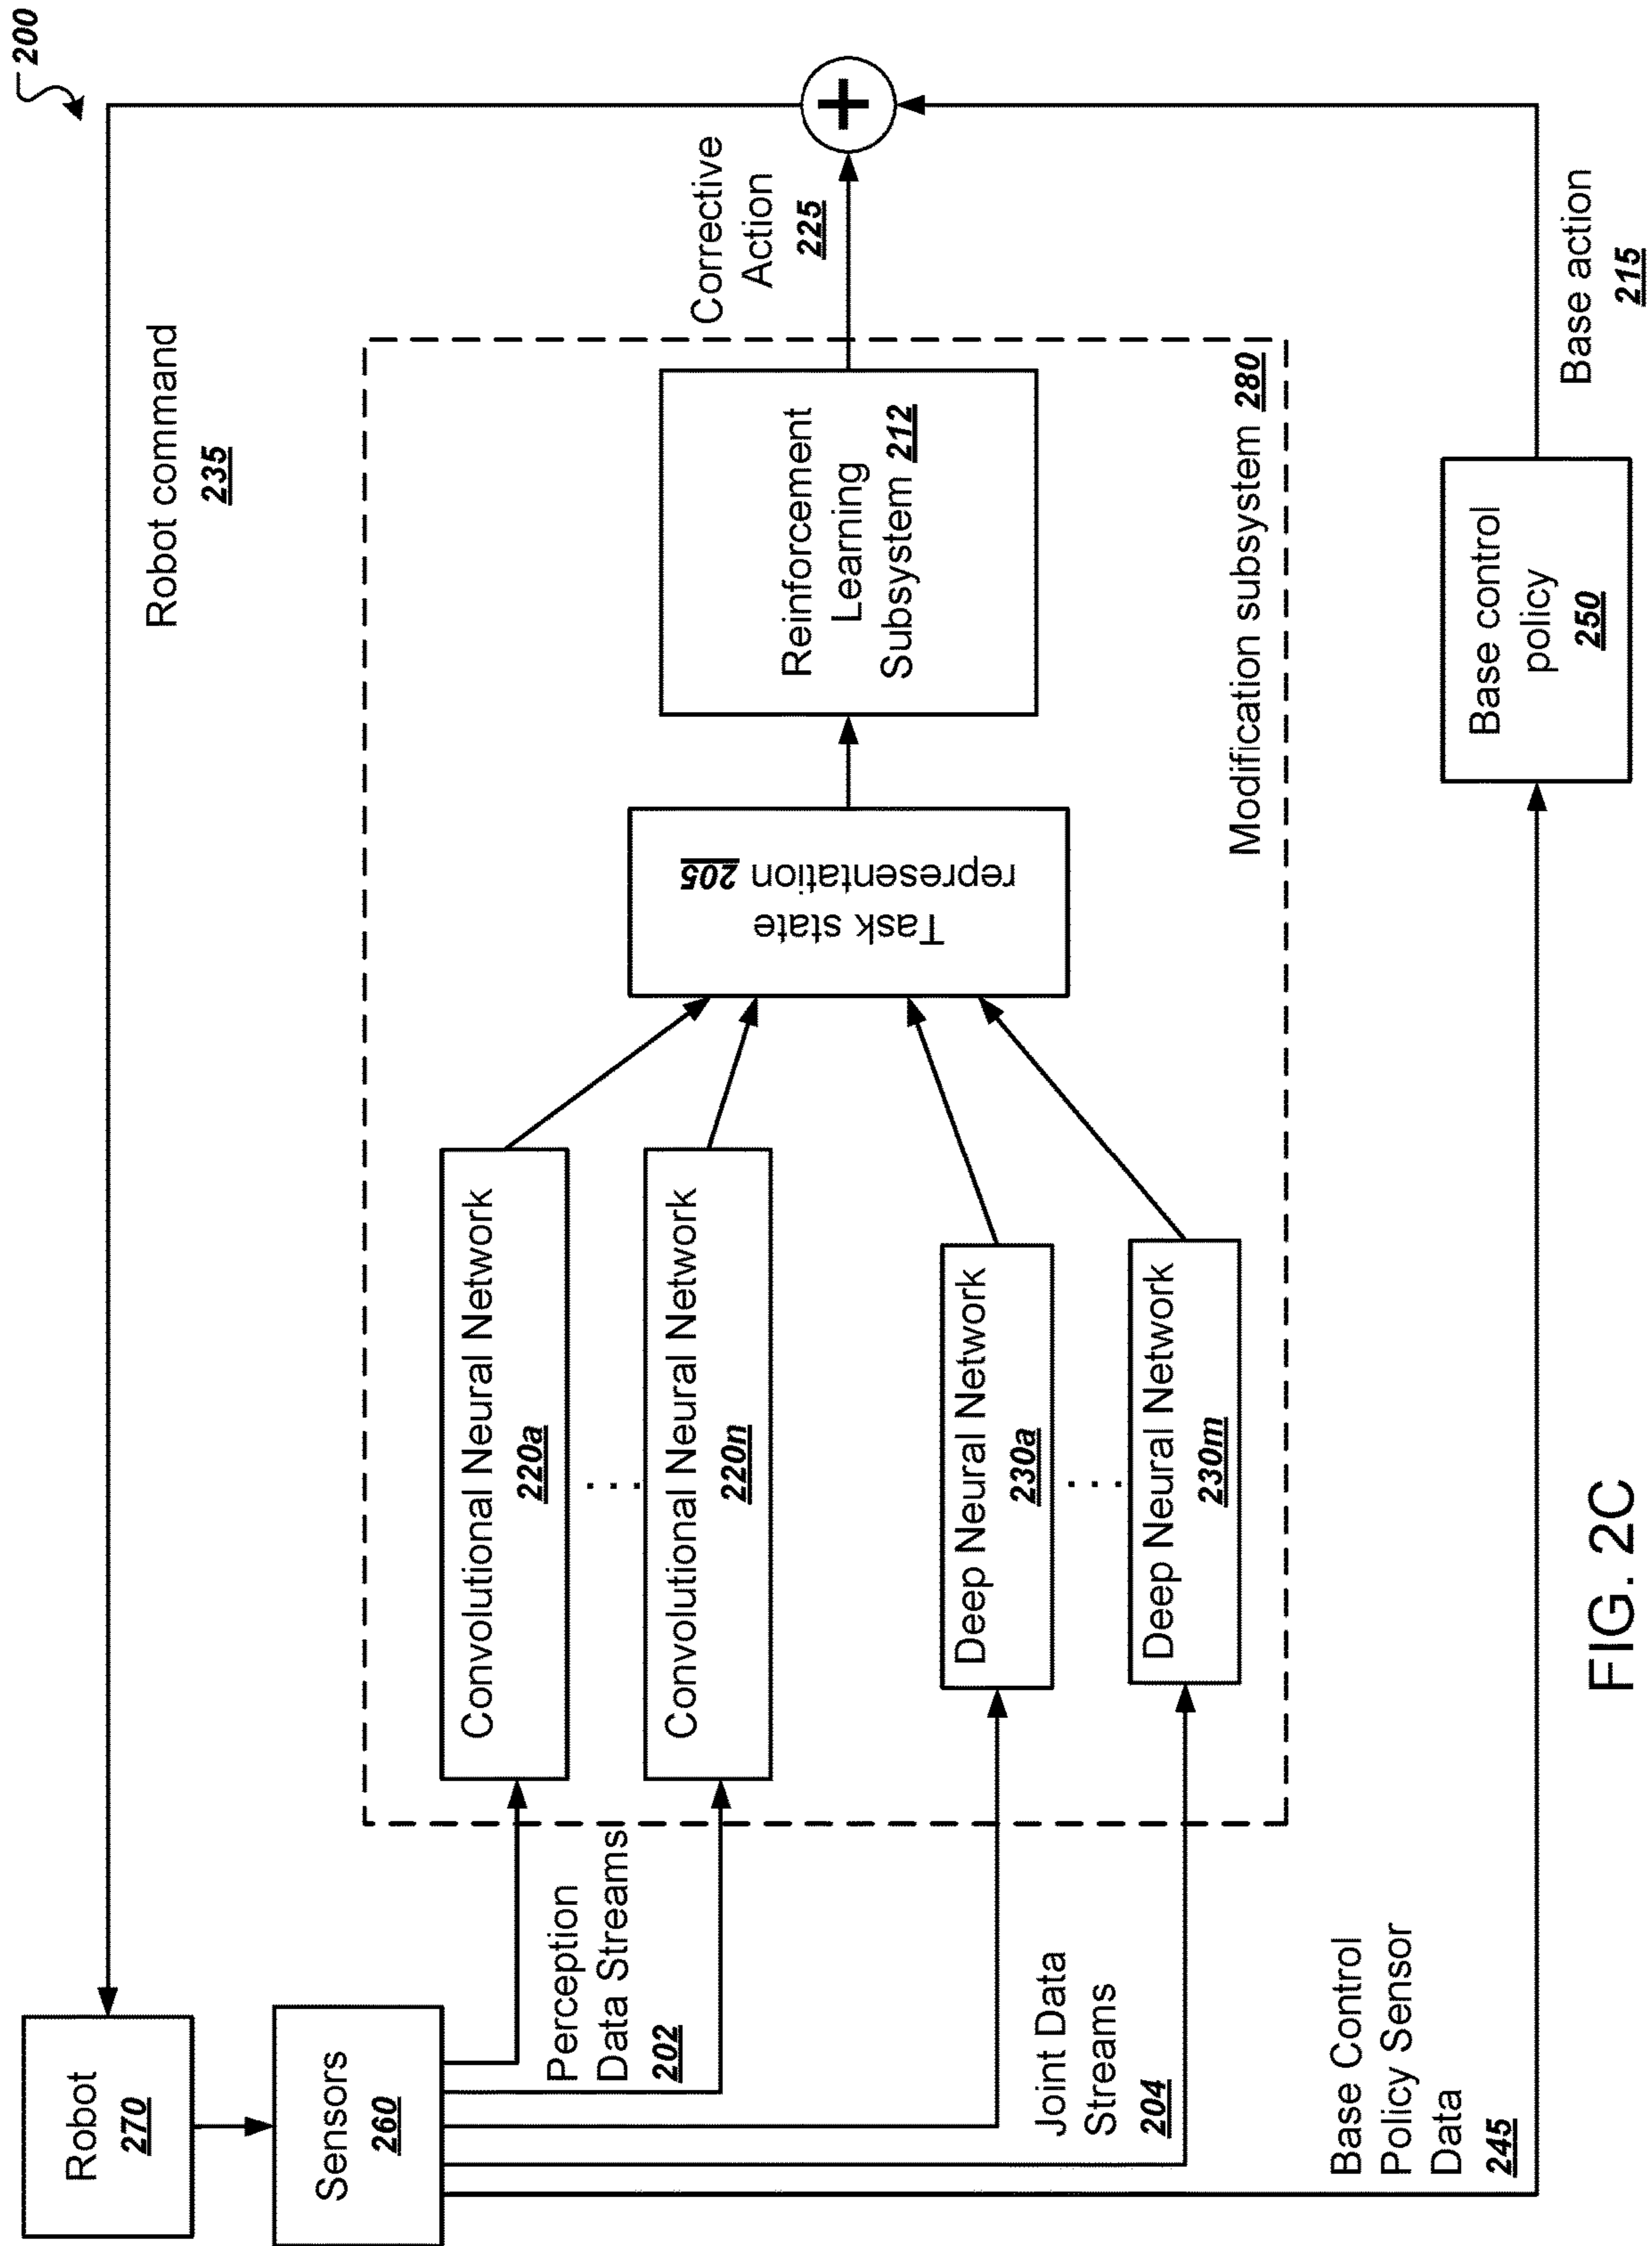 200
Robot
270
Robot command
235
Sensors
260
Perception
Data Streams
202
Convolutional Neural Network
220a
. . .
Convolutional Neural Network
220n
Joint Data
Streams
204
Deep Neural Network
230a
. . .
Deep Neural Network
230m
Task state
representation 205
Reinforcement
Learning
Subsystem 212
Corrective
Action
225
+
Modification subsystem 280
Base Control
Policy Sensor
Data
245
Base control
policy
250
Base action
215
FIG. 2C